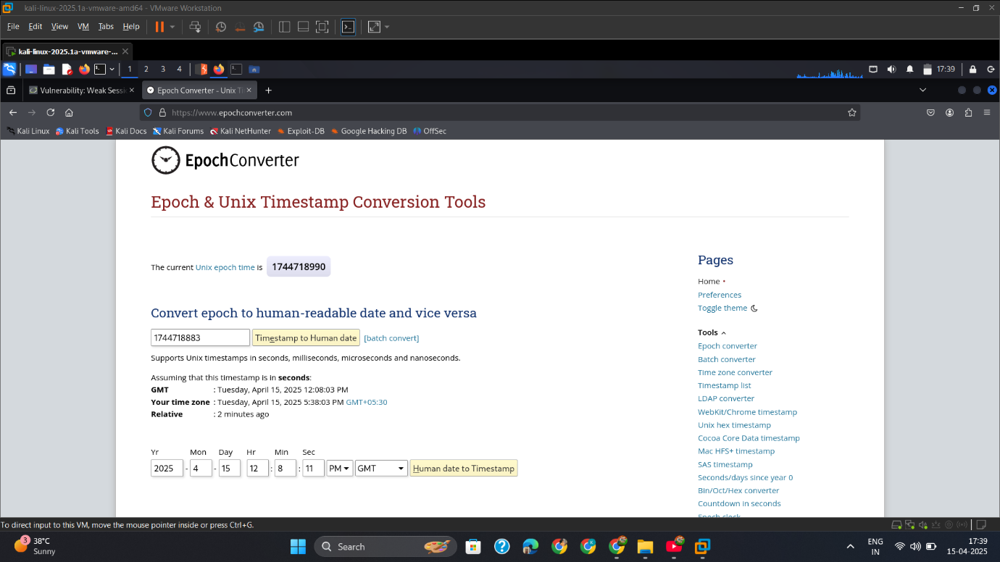 kali-linux-2025.1a-vmware-amd64 - VMware Workstation
File Edit View VM Tabs Help
kali-linux-2025.1a-vmware-...
1 2 3 4 17:39
Vulnerability: Weak Sessi
Epoch Converter - Unix Ti
https://www.epochconverter.com
Kali Linux Kali Tools Kali Docs Kali Forums Kali NetHunter Exploit-DB Google Hacking DB OffSec
EpochConverter
Epoch & Unix Timestamp Conversion Tools
The current Unix epoch time is 1744718990
Convert epoch to human-readable date and vice versa
1744718883 Timestamp to Human date [batch convert]
Supports Unix timestamps in seconds, milliseconds, microseconds and nanoseconds.
Assuming that this timestamp is in seconds:
GMT : Tuesday, April 15, 2025 12:08:03 PM
Your time zone : Tuesday, April 15, 2025 5:38:03 PM GMT+05:30
Relative : 2 minutes ago
Yr Mon Day Hr Min Sec
2025 - 4 - 15 12 : 8 : 11 PM GMT Human date to Timestamp
Pages
Home
Preferences
Toggle theme
Tools
Epoch converter
Batch converter
Time zone converter
Timestamp list
LDAP converter
WebKit/Chrome timestamp
Unix hex timestamp
Cocoa Core Data timestamp
Mac HFS+ timestamp
SAS timestamp
Seconds/days since year 0
Bin/Oct/Hex converter
Countdown in seconds
Epoch clock
To direct input to this VM, move the mouse pointer inside or press Ctrl+G.
3
38°C
Sunny
Search
K
ENG
IN
17:39
15-04-2025